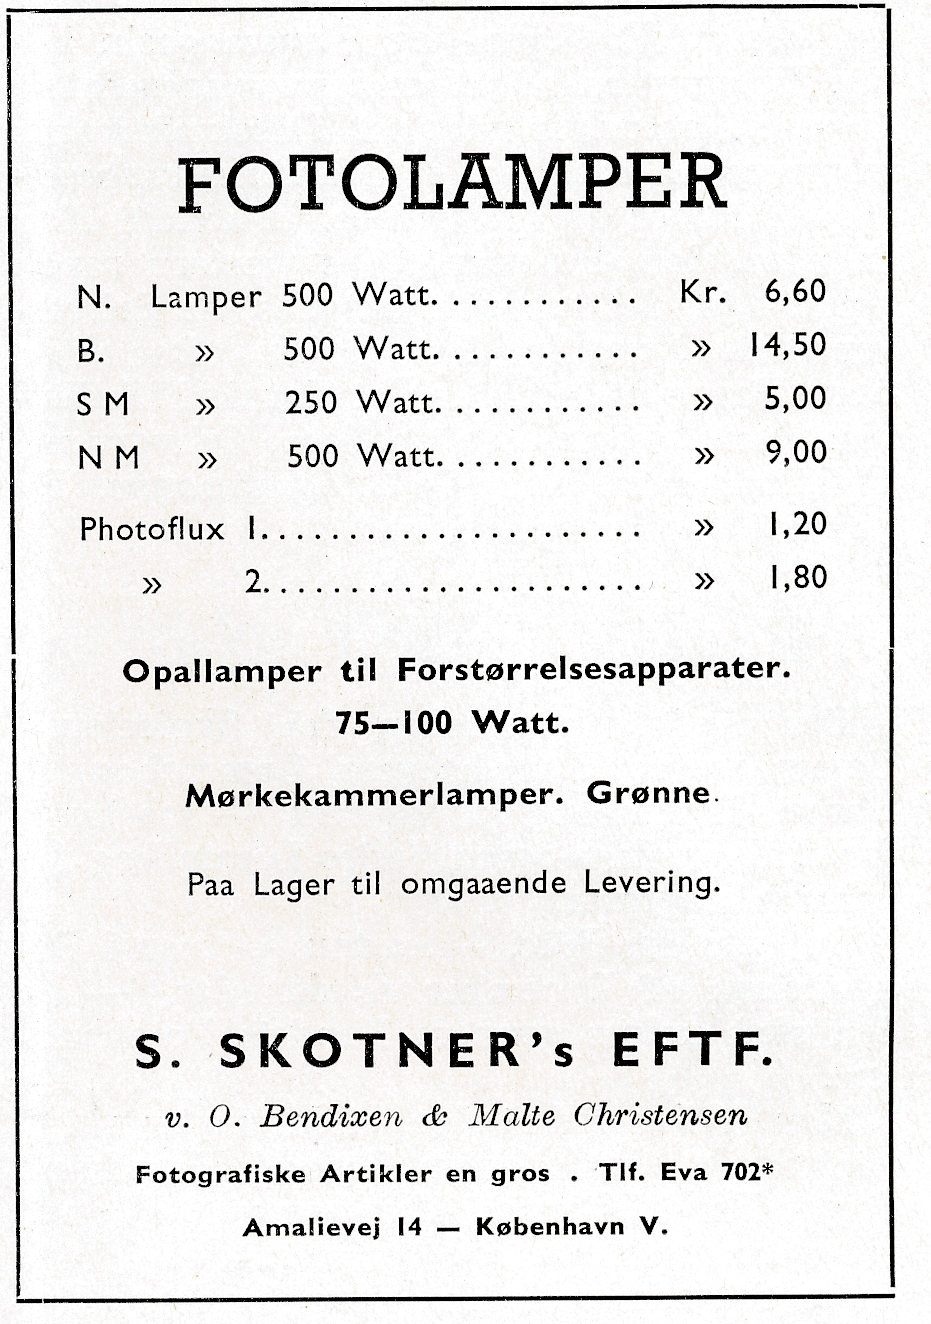 FOTOLAMPER
N. Lamper 500 Watt. . . . . . . . . . . . Kr. 6,60
B. » 500 Watt. . . . . . . . . . . . » 14,50
S M » 250 Watt. . . . . . . . . . . . » 5,00
N M » 500 Watt. . . . . . . . . . . . » 9,00
Photoflux 1. . . . . . . . . . . . . . . . . . . . . . . » 1,20
» 2. . . . . . . . . . . . . . . . . . . . . . . » 1,80
Opallamper til Forstørrelsesapparater.
75—100 Watt.
Mørkekammerlamper. Grønne.
Paa Lager til omgaaende Levering.
S. SKOTNER's EFTF.
v. O. Bendixen & Malte Christensen
Fotografiske Artikler en gros . Tlf. Eva 702*
Amalievej 14 — København V.